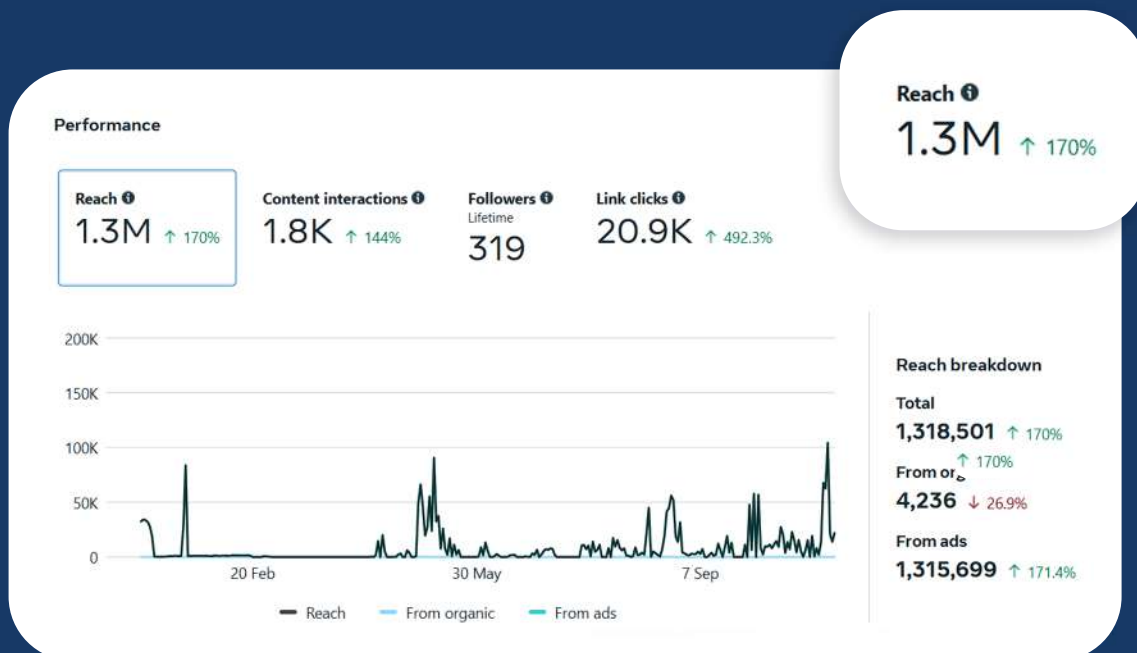 Reach
1.3M ↑ 170%
Performance
Reach
1.3M ↑ 170%
Content interactions
1.8K ↑ 144%
Followers
Lifetime
319
Link clicks
20.9K ↑ 492.3%
200K
150K
100K
50K
0
20 Feb
30 May
7 Sep
Reach
From organic
From ads
Reach breakdown
Total
1,318,501 ↑ 170%
↑ 170%
From
4,236 ↓ 26.9%
From ads
1,315,699 ↑ 171.4%